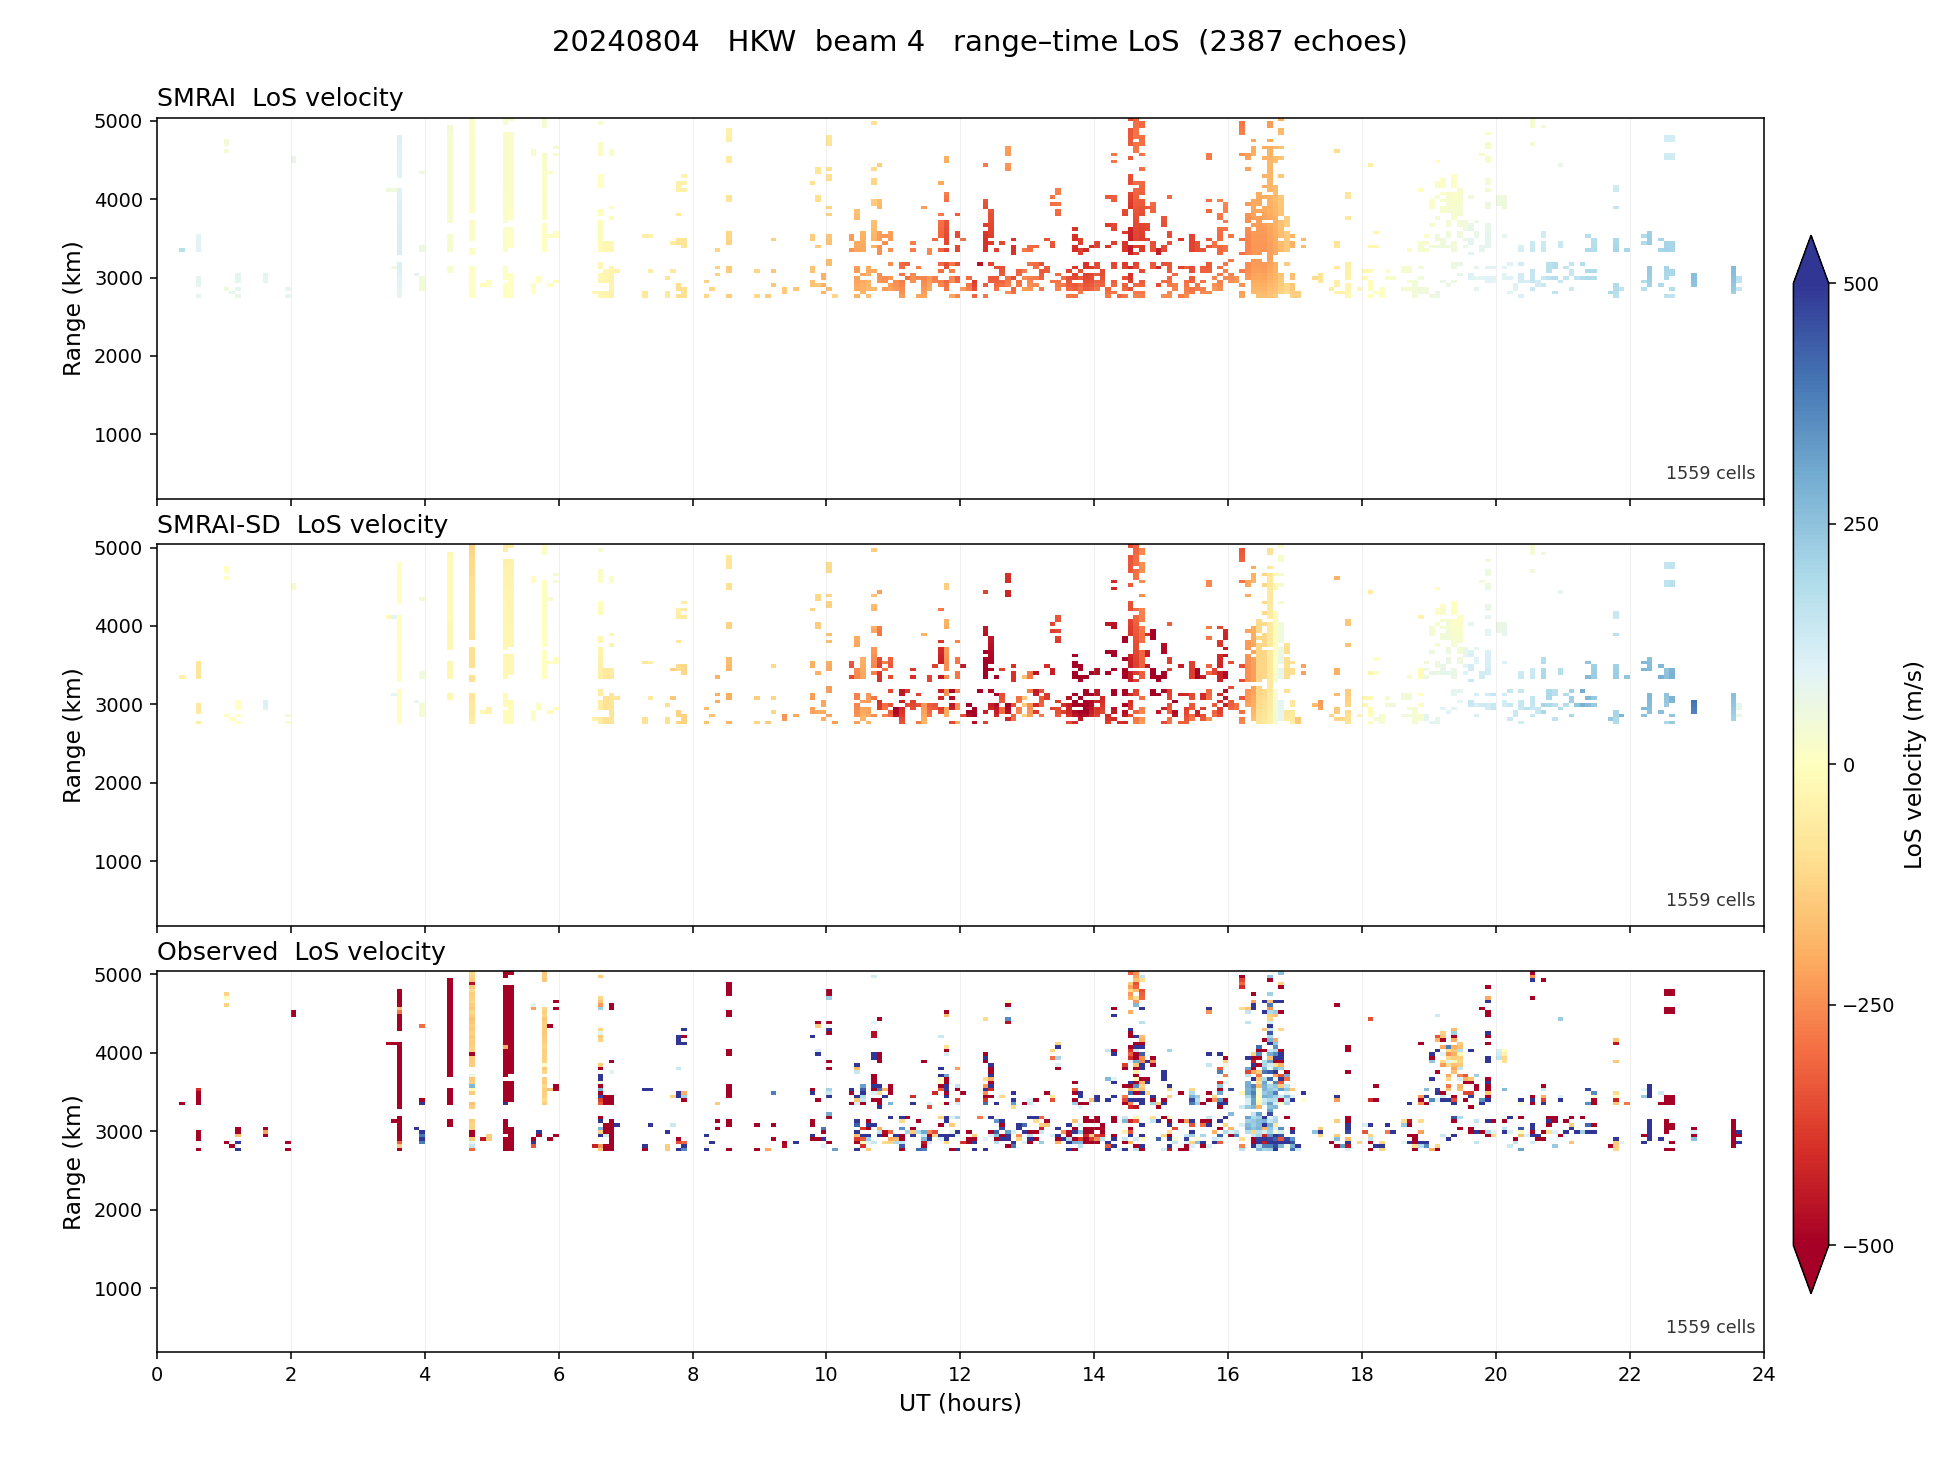 20240804   HKW  beam 4   range–time LoS  (2387 echoes)
SMRAI  LoS velocity
5000
4000
3000
2000
1000
Range (km)
1559 cells
SMRAI-SD  LoS velocity
5000
4000
3000
2000
1000
Range (km)
1559 cells
Observed  LoS velocity
5000
4000
3000
2000
1000
Range (km)
1559 cells
0 2 4 6 8 10 12 14 16 18 20 22 24
UT (hours)
500
250
0
−250
−500
LoS velocity (m/s)